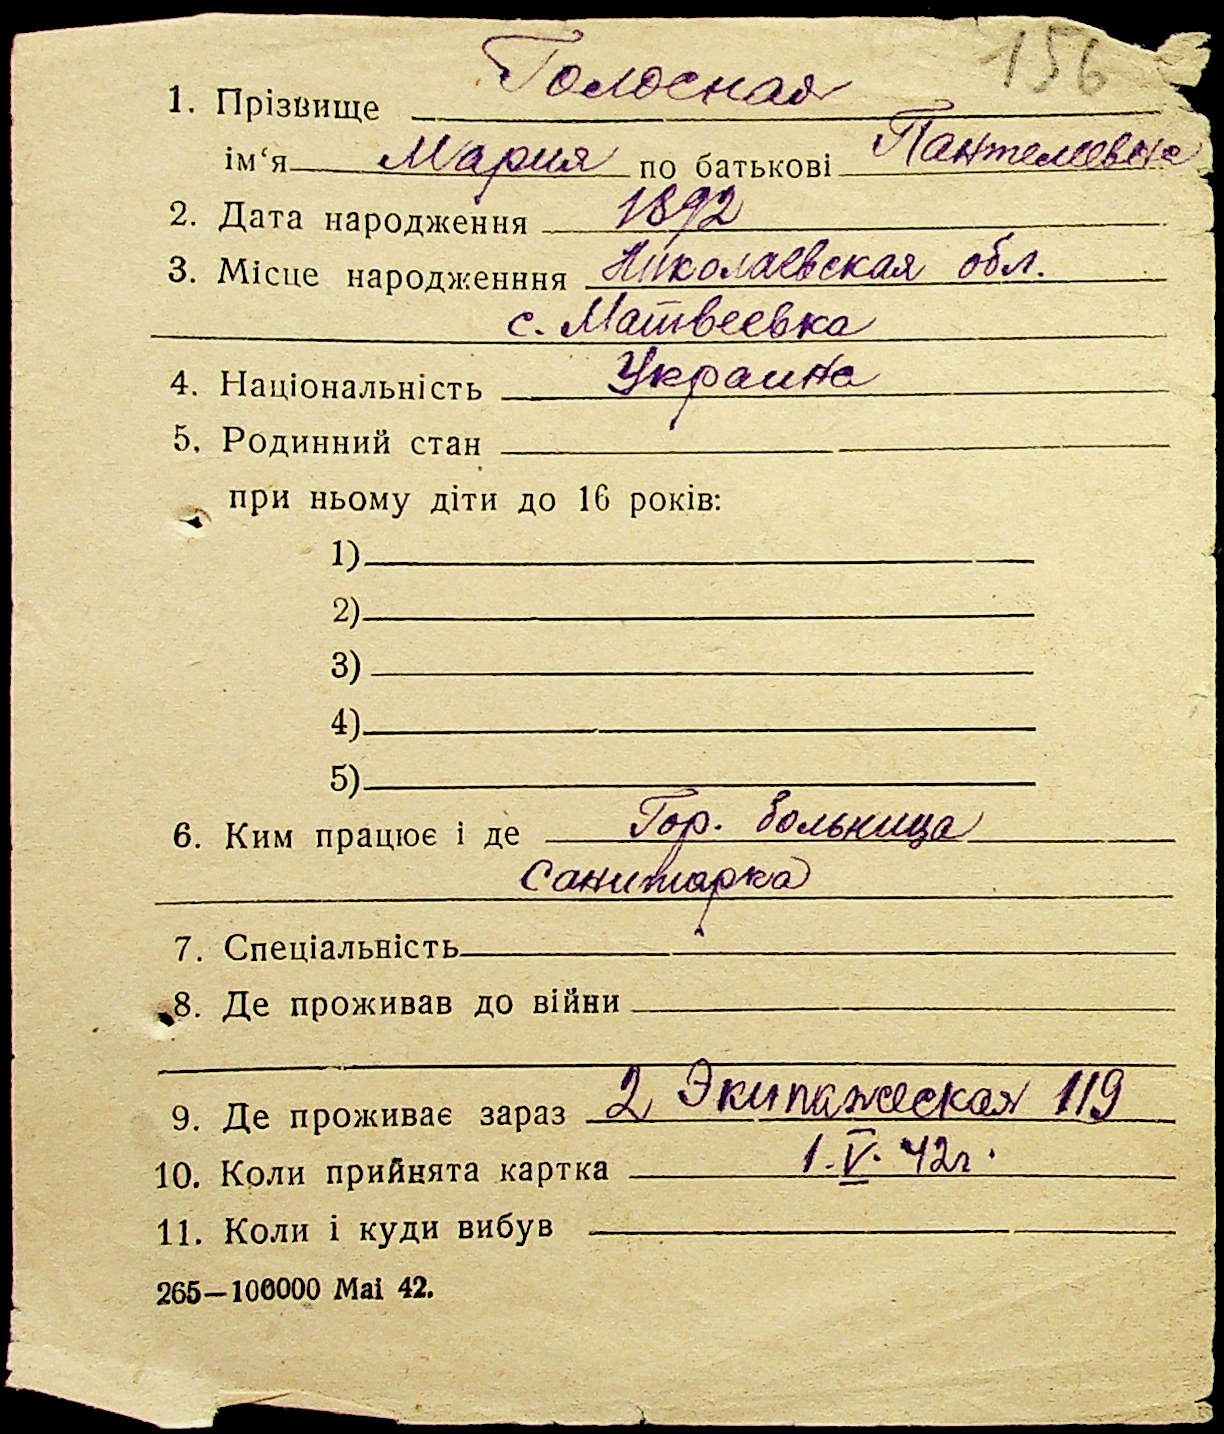 156
1. Прізвище Голосная
ім‘я Мария по батькові Пантелеевна
2. Дата народження 1892
3. Місце народженння Николаевская обл.
с. Матвеевка
4. Національність Украинка
5. Родинний стан
при ньому діти до 16 років:
1)
2)
3)
4)
5)
6. Ким працює і де Гор. больница
Санитарка
7. Спеціальність
8. Де проживав до війни
9. Де проживає зараз 2 Экипажеская 119
10. Коли прийнята картка 1. V. 42г.
11. Коли і куди вибув
265—100000 Mai 42.